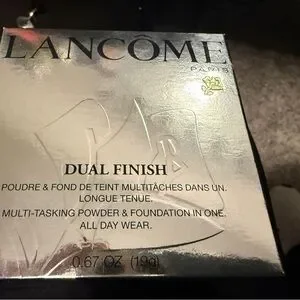 LANCÔME
PARIS
DUAL FINISH
POUDRE & FOND DE TEINT MULTITÂCHES DANS UN.
LONGUE TENUE.
MULTI-TASKING POWDER & FOUNDATION IN ONE.
ALL DAY WEAR.
0.67 OZ. (19g)